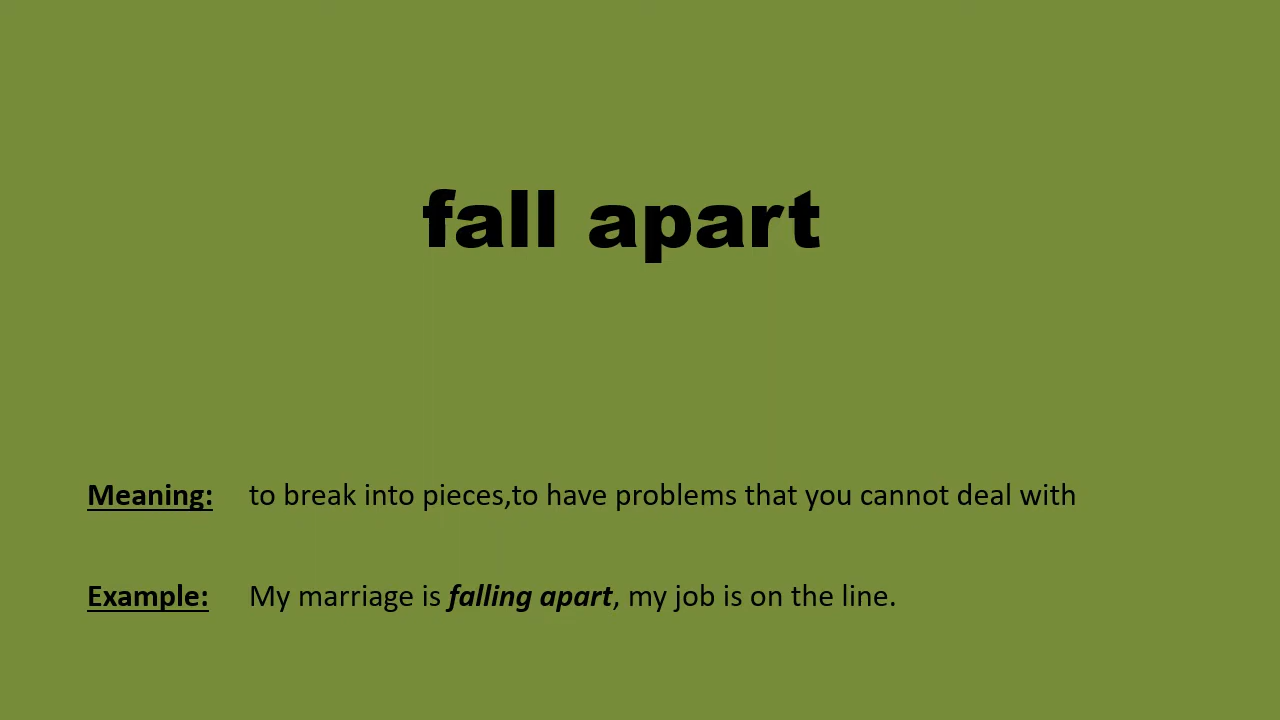 fall apart
Meaning: to break into pieces,to have problems that you cannot deal with
Example: My marriage is falling apart, my job is on the line.